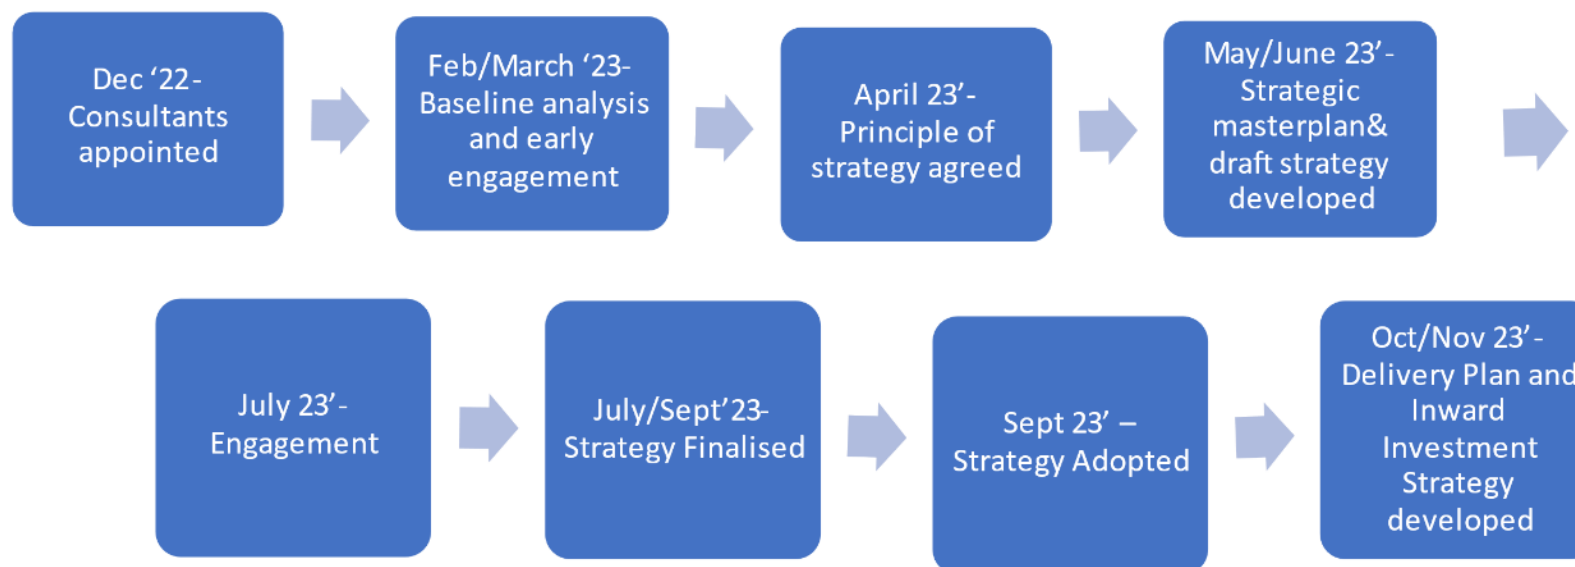 Dec ‘22-
Consultants
appointed
Feb/March ‘23-
Baseline analysis
and early
engagement
April 23’-
Principle of
strategy agreed
May/June 23’-
Strategic
masterplan&
draft strategy
developed
July 23’-
Engagement
July/Sept’23-
Strategy Finalised
Sept 23’ –
Strategy Adopted
Oct/Nov 23’-
Delivery Plan and
Inward
Investment
Strategy
developed